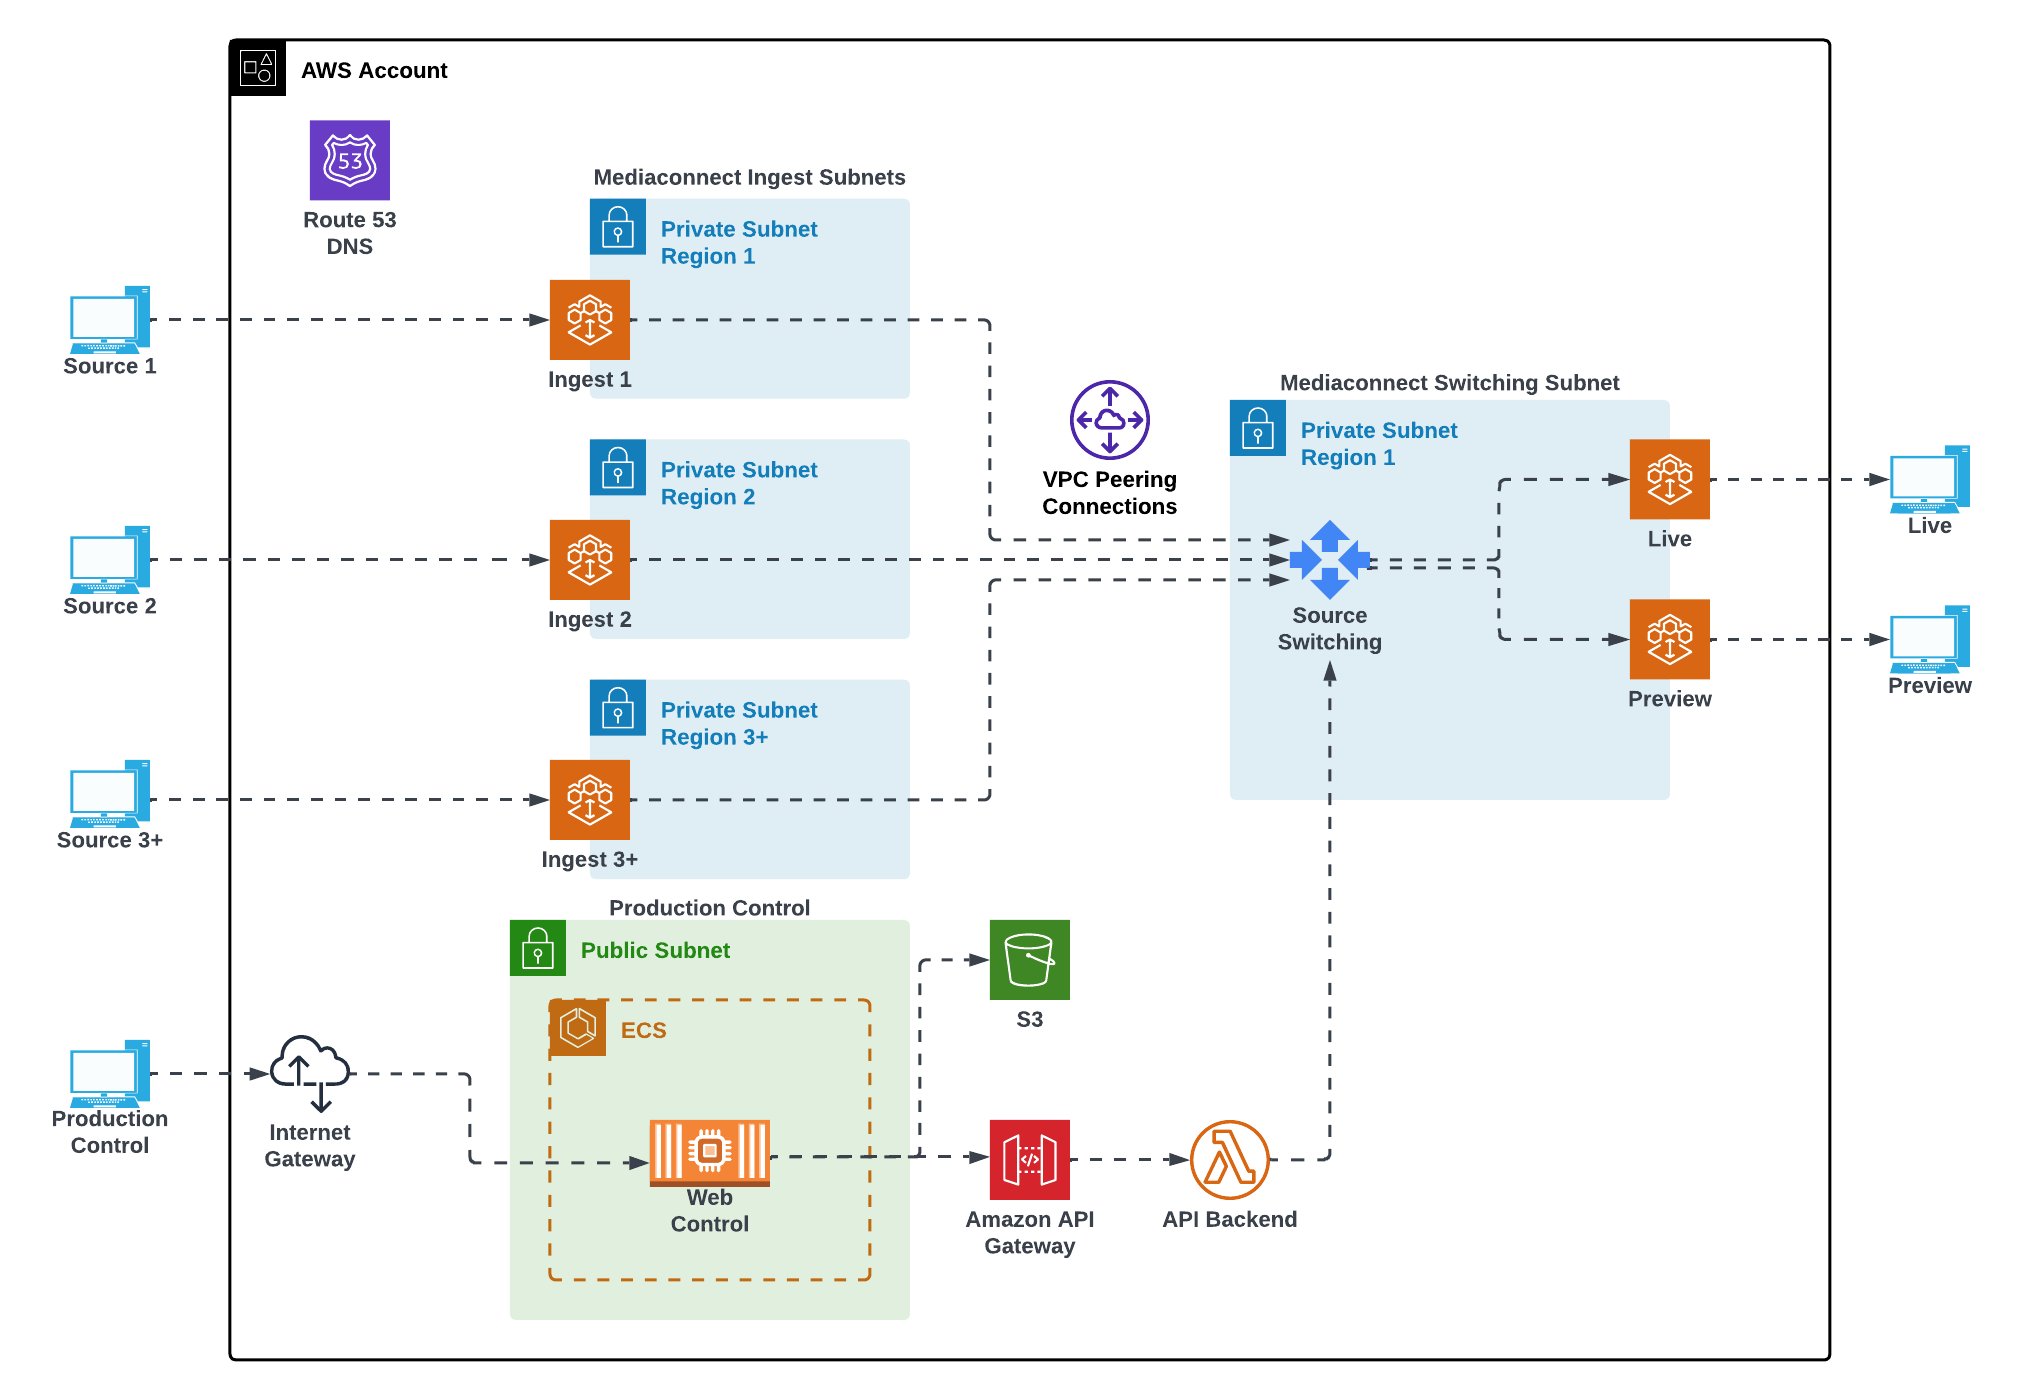 AWS Account
53
Route 53
DNS
Mediaconnect Ingest Subnets
Private Subnet
Region 1
Source 1
Ingest 1
Mediaconnect Switching Subnet
Private Subnet
Region 1
VPC Peering
Connections
Private Subnet
Region 2
Live
Live
Source 2
Ingest 2
Source
Switching
Preview
Preview
Private Subnet
Region 3+
Source 3+
Ingest 3+
Production Control
Public Subnet
ECS
S3
Production
Control
Internet
Gateway
Web
Control
</>
Amazon API
Gateway
API Backend